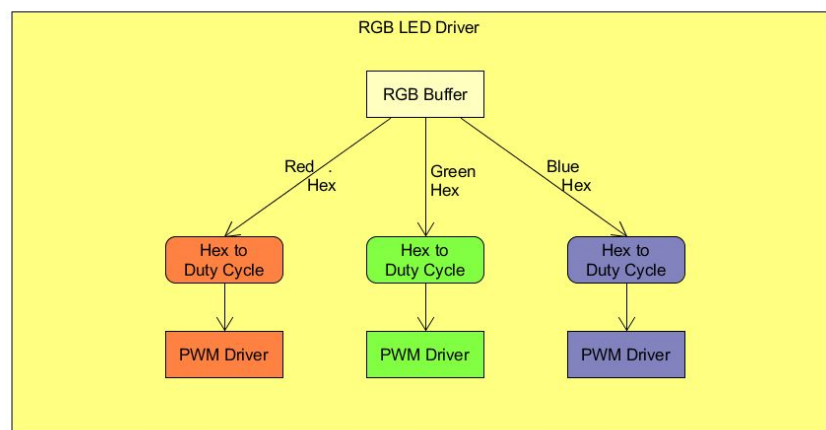 RGB LED Driver
RGB Buffer
Red .
Hex
Green
Hex
Blue
Hex
Hex to
Duty Cycle
Hex to
Duty Cycle
Hex to
Duty Cycle
PWM Driver
PWM Driver
PWM Driver